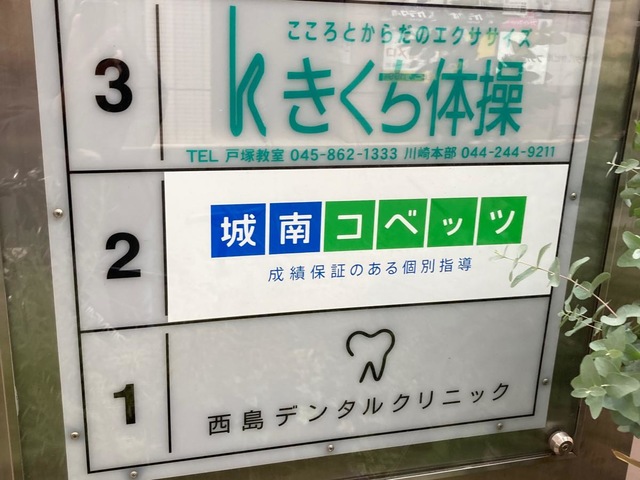 3
こころとからだのエクササイズ
きくち体操
TEL 戸塚教室 045-862-1333 川崎本部 044-244-9211
2
城南コベッツ
成績保証のある個別指導
1
西島デンタルクリニック